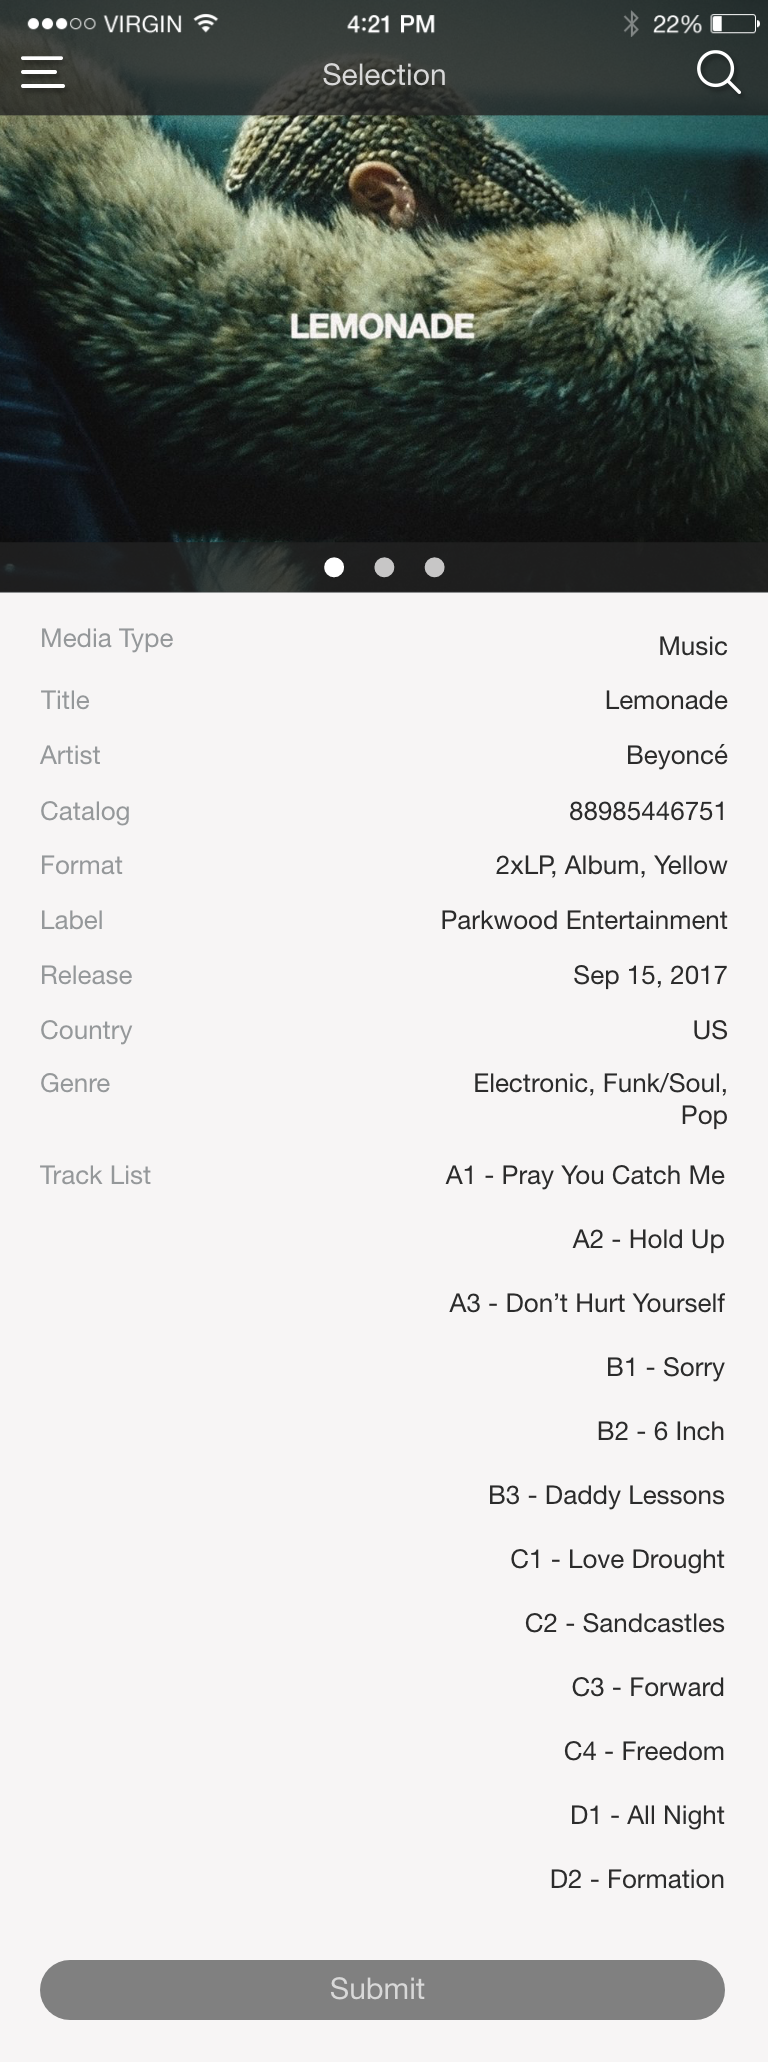 VIRGIN 4:21 PM 22%
Selection
LEMONADE
Media Type Music
Title Lemonade
Artist Beyoncé
Catalog 88985446751
Format 2xLP, Album, Yellow
Label Parkwood Entertainment
Release Sep 15, 2017
Country US
Genre Electronic, Funk/Soul,
Pop
Track List A1 - Pray You Catch Me
A2 - Hold Up
A3 - Don’t Hurt Yourself
B1 - Sorry
B2 - 6 Inch
B3 - Daddy Lessons
C1 - Love Drought
C2 - Sandcastles
C3 - Forward
C4 - Freedom
D1 - All Night
D2 - Formation
Submit